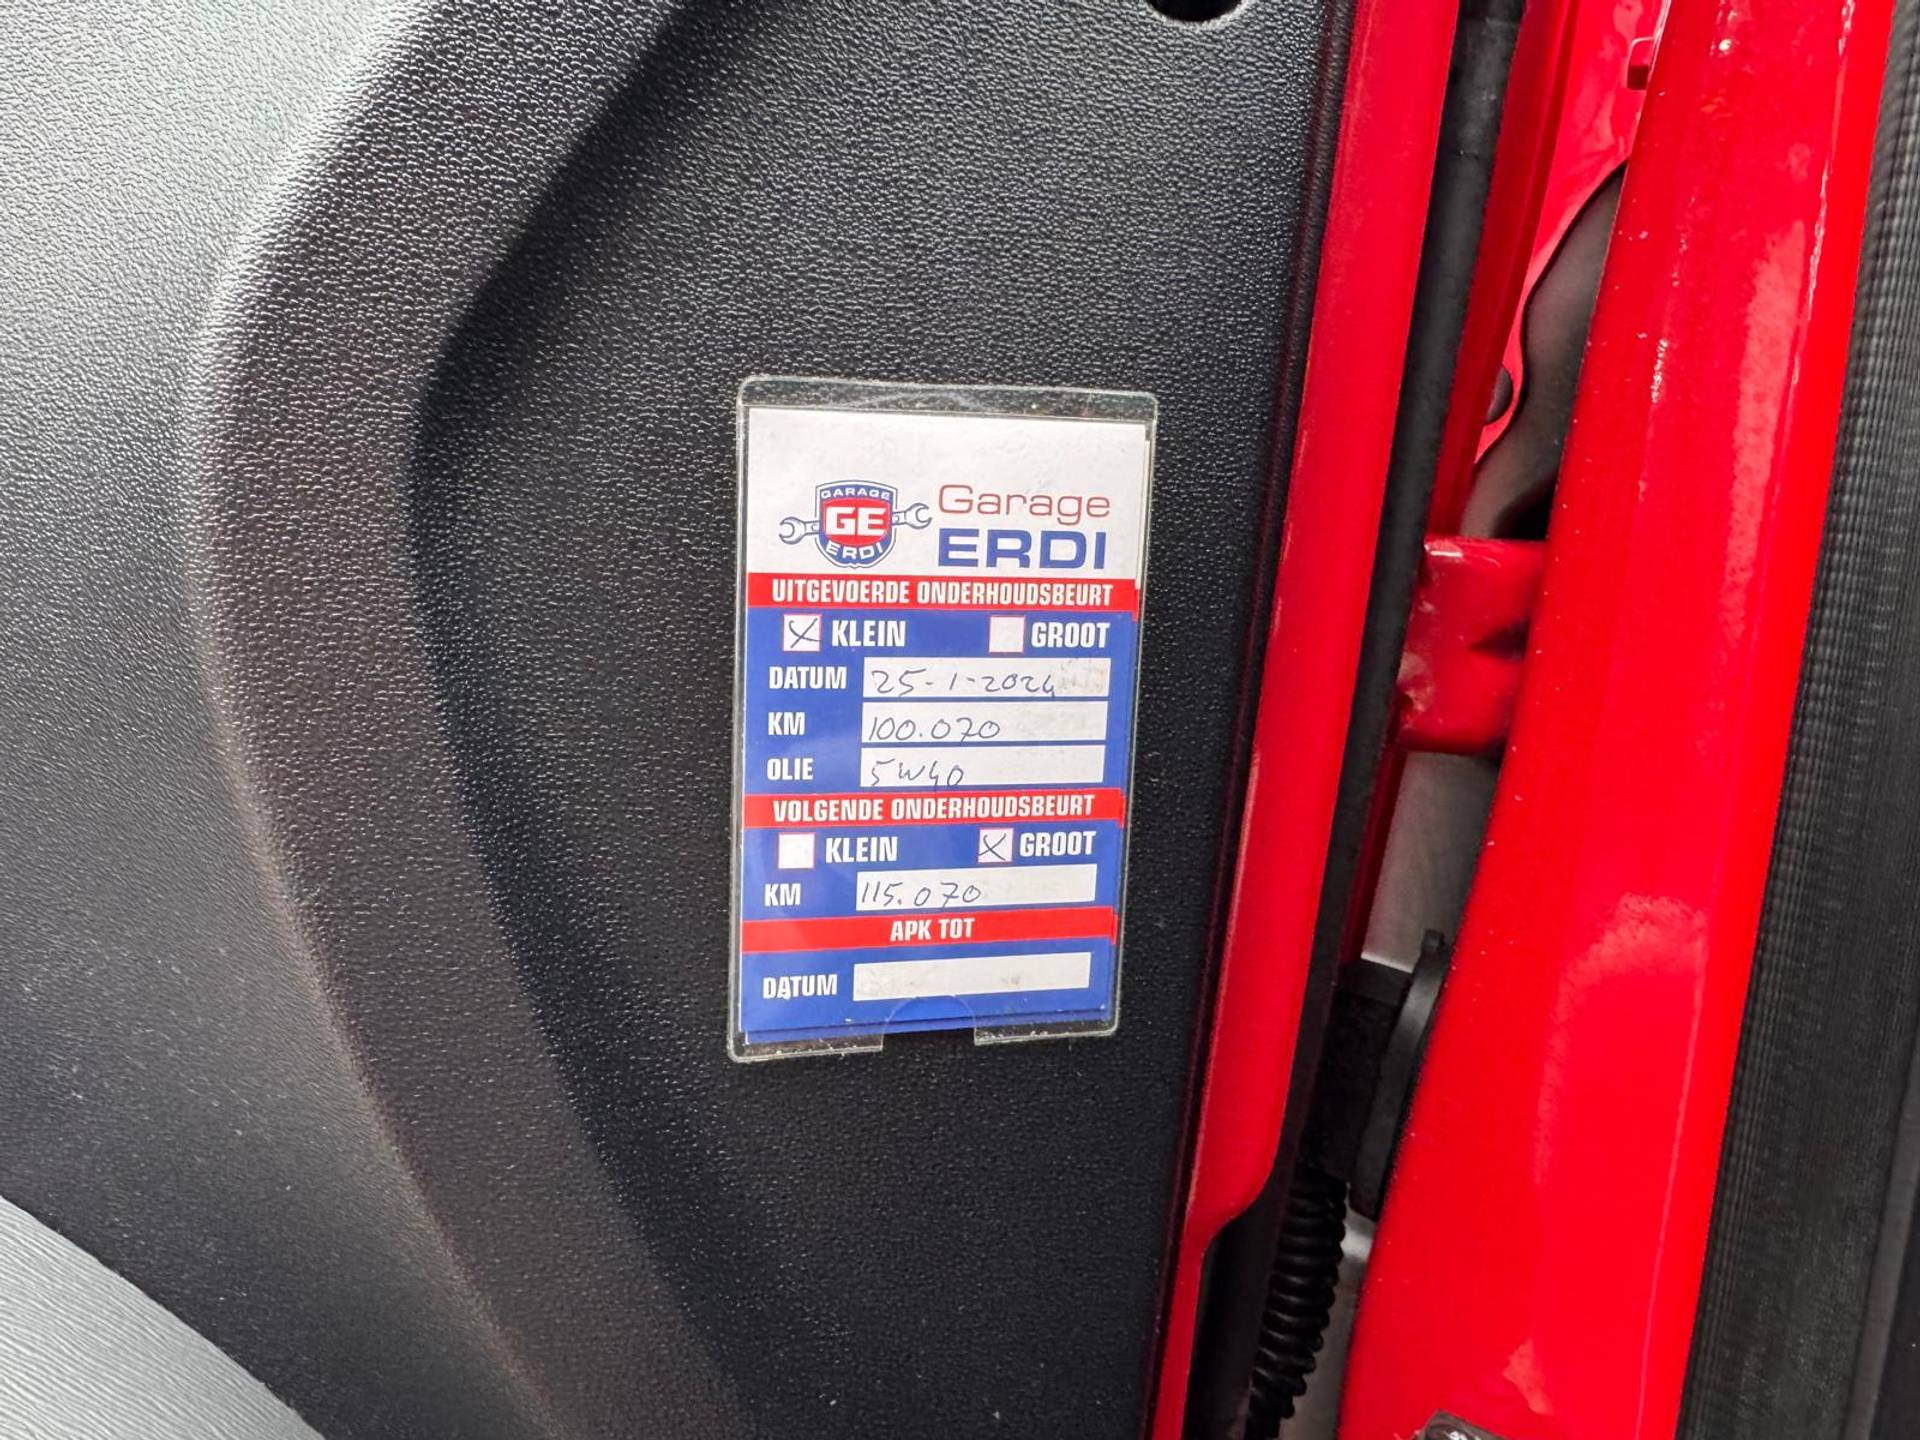 GARAGE
GE
ERDI
Garage
ERDI
UITGEVOERDE ONDERHOUDSBEURT
X KLEIN GROOT
DATUM 25-1-2024
KM 100.070
OLIE 5W40
VOLGENDE ONDERHOUDSBEURT
KLEIN X GROOT
KM 115.070
APK TOT
DATUM